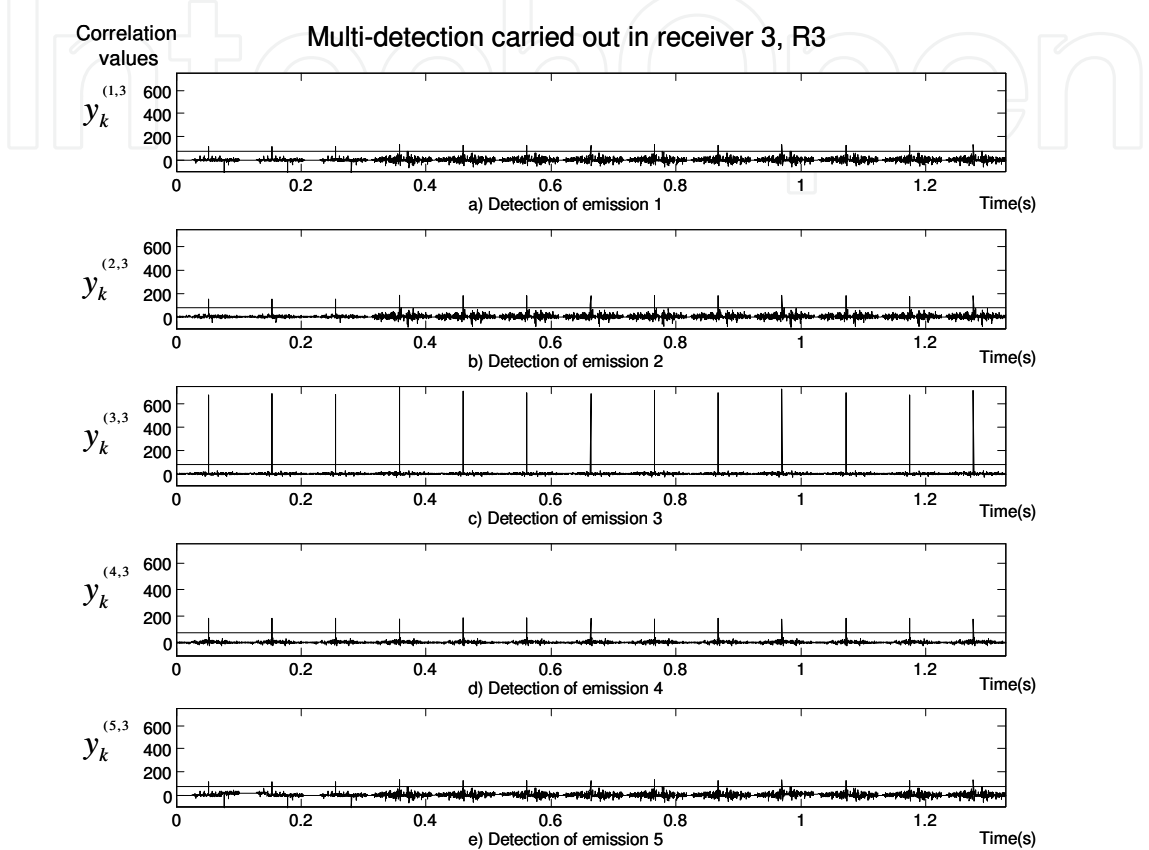 Correlation
values
Multi-detection carried out in receiver 3, R3
y_k (1,3
600
400
200
0
0 0.2 0.4 0.6 0.8 1 1.2
a) Detection of emission 1
Time(s)
y_k (2,3
600
400
200
0
0 0.2 0.4 0.6 0.8 1 1.2
b) Detection of emission 2
Time(s)
y_k (3,3
600
400
200
0
0 0.2 0.4 0.6 0.8 1 1.2
c) Detection of emission 3
Time(s)
y_k (4,3
600
400
200
0
0 0.2 0.4 0.6 0.8 1 1.2
d) Detection of emission 4
Time(s)
y_k (5,3
600
400
200
0
0 0.2 0.4 0.6 0.8 1 1.2
e) Detection of emission 5
Time(s)
IntechOpen